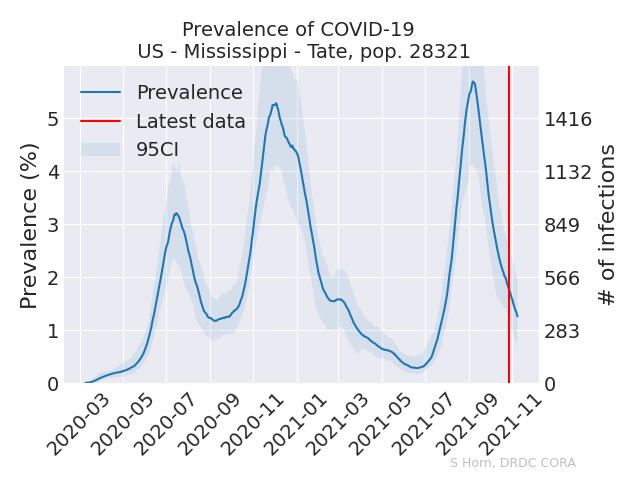 Prevalence of COVID-19
US - Mississippi - Tate, pop. 28321
Prevalence
Latest data
95CI
Prevalence (%)
5
4
3
2
1
0
1416
1132
849
566
283
0
# of infections
2020-03
2020-05
2020-07
2020-09
2020-11
2021-01
2021-03
2021-05
2021-07
2021-09
2021-11
S Horn, DRDC CORA